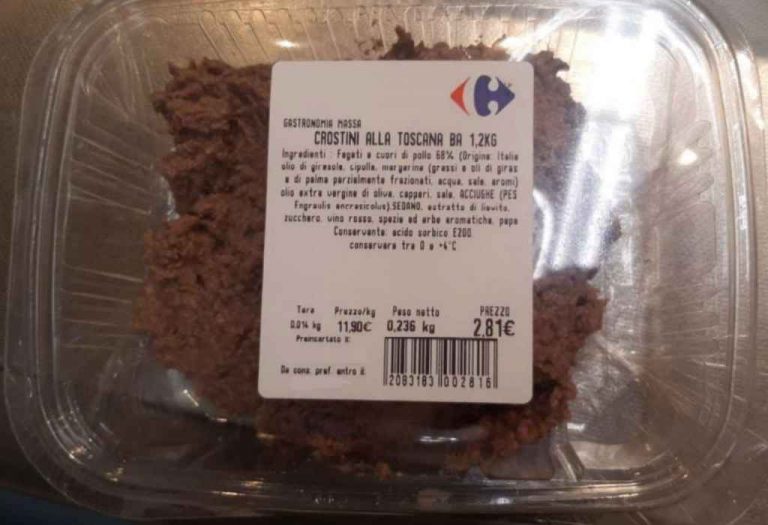 GASTRONOMIA MASSA
CROSTINI ALLA TOSCANA BA 1,2KG
Ingredienti : Fegati e cuori di pollo 68% (Origine: Italia
olio di girasole, cipolla, margarina (grassi e oli di giras
e di palma parzialmente frazionati, acqua, sale, aromi)
olio extra vergine di oliva, capperi, sale, ACCIUGHE (PES
Engraulis encrasicolus),SEDANO, estratto di lievito,
zucchero, vino rosso, spezie ed erbe aromatiche, pepe
Conservante: acido sorbico E200.
conservare tra 0 e +4°C
Tara Prezzo/kg Peso netto PREZZO
0,014 kg 11,90€ 0,236 kg 2,81€
Preincartato il:
Da cons. pref. entro il:
2083183 002816